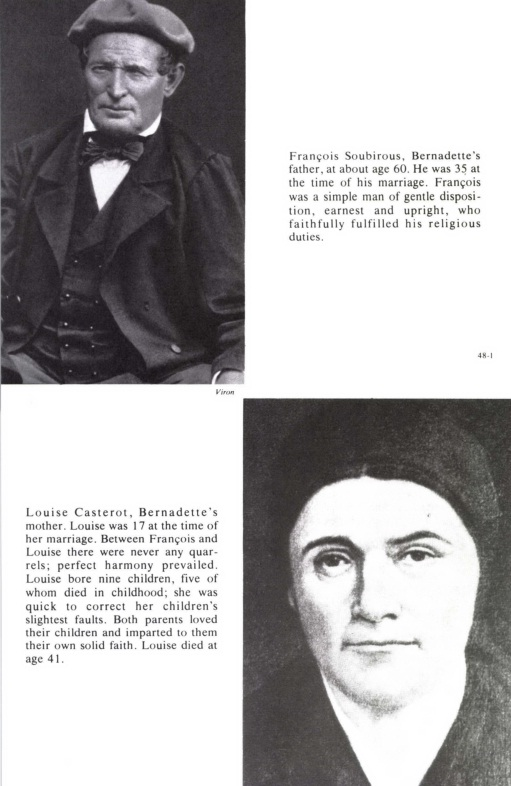 François Soubirous, Bernadette's
father, at about age 60. He was 35 at
the time of his marriage. François
was a simple man of gentle disposi-
tion, earnest and upright, who
faithfully fulfilled his religious
duties.
48-1
Viron
Louise Casterot, Bernadette's
mother. Louise was 17 at the time of
her marriage. Between François and
Louise there were never any quar-
rels; perfect harmony prevailed.
Louise bore nine children, five of
whom died in childhood; she was
quick to correct her children's
slightest faults. Both parents loved
their children and imparted to them
their own solid faith. Louise died at
age 41.